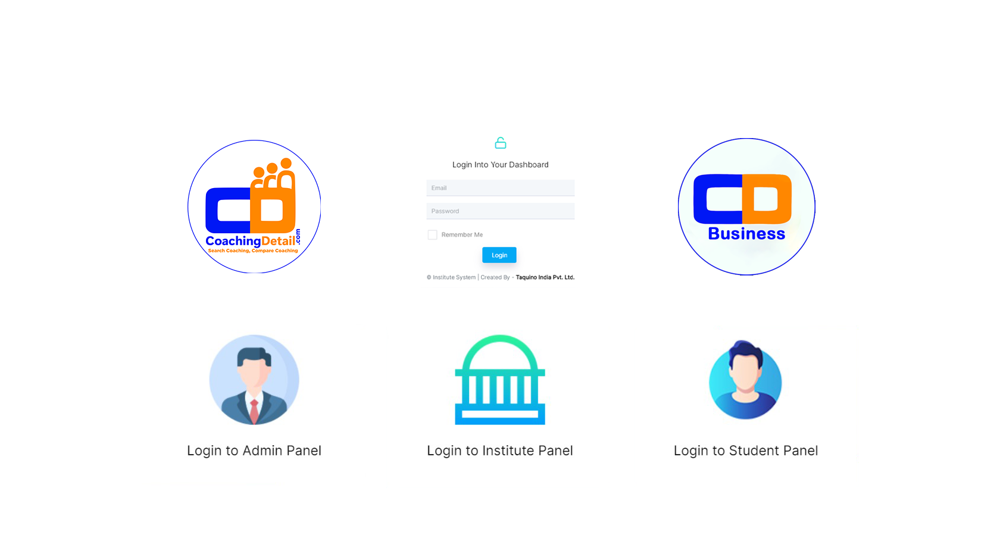 CoachingDetail.com
Search Coaching, Compare Coaching
Login Into Your Dashboard
Email
Password
Remember Me
Login
© Institute System | Created By - Taquino India Pvt. Ltd.
CD
Business
Login to Admin Panel
Login to Institute Panel
Login to Student Panel